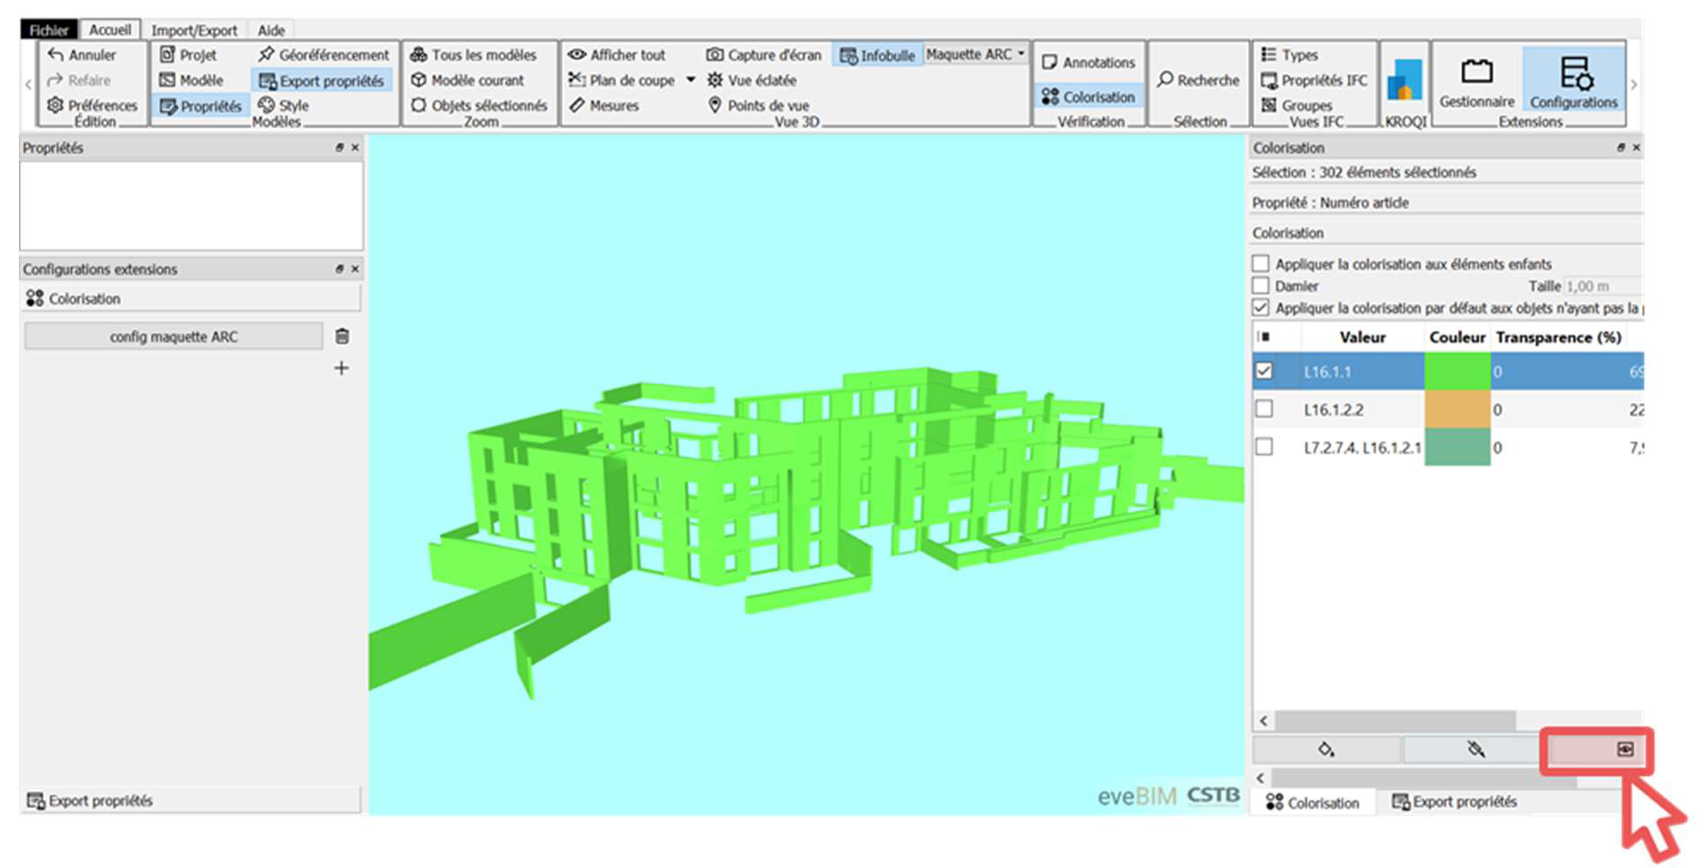 Fichier Accueil Import/Export Aide
Annuler Projet Géoréférencement Tous les modèles Afficher tout Capture d'écran Infobulle Maquette ARC Annotations Types
Refaire Modèle Export propriétés Modèle courant Plan de coupe Vue éclatée Colorisation Recherche Propriétés IFC Gestionnaire Configurations
Préférences Propriétés Style Objets sélectionnés Mesures Points de vue Groupes
Édition Modèles Zoom Vue 3D Vérification Sélection Vues IFC KROQI Extensions
Propriétés
Configurations extensions
Colorisation
config maquette ARC
Export propriétés
eveBIM CSTB
Colorisation
Sélection : 302 éléments sélectionnés
Propriété : Numéro article
Colorisation
Appliquer la colorisation aux éléments enfants
Damier Taille 1,00 m
Appliquer la colorisation par défaut aux objets n'ayant pas la
Valeur Couleur Transparence (%)
L16.1.1 0 69
L16.1.2.2 0 22
L7.2.7.4. L16.1.2.1 0 7,
Colorisation Export propriétés